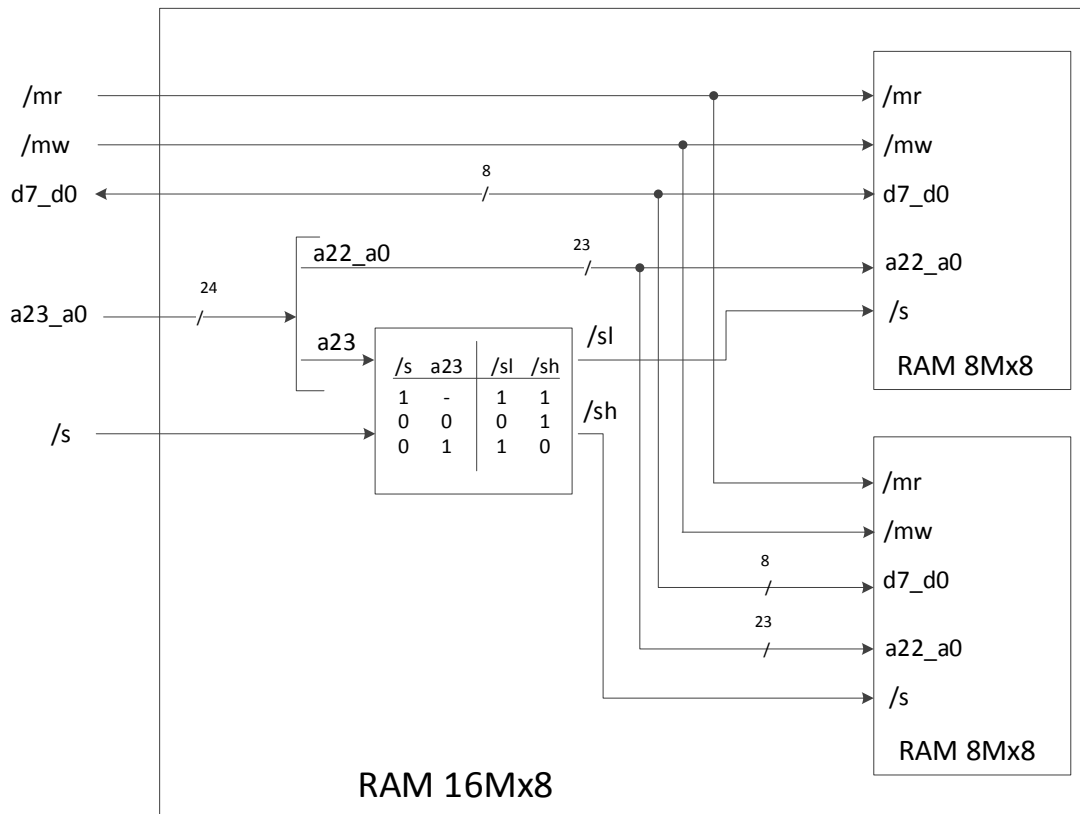 /mr
/mw
d7_d0
a23_a0
/s
8
24
a22_a0
23
a23
/s a23 /sl /sh
1 - 1 1
0 0 0 1
0 1 1 0
/sl
/sh
/mr
/mw
d7_d0
a22_a0
/s
RAM 8Mx8
/mr
/mw
8
d7_d0
23
a22_a0
/s
RAM 8Mx8
RAM 16Mx8